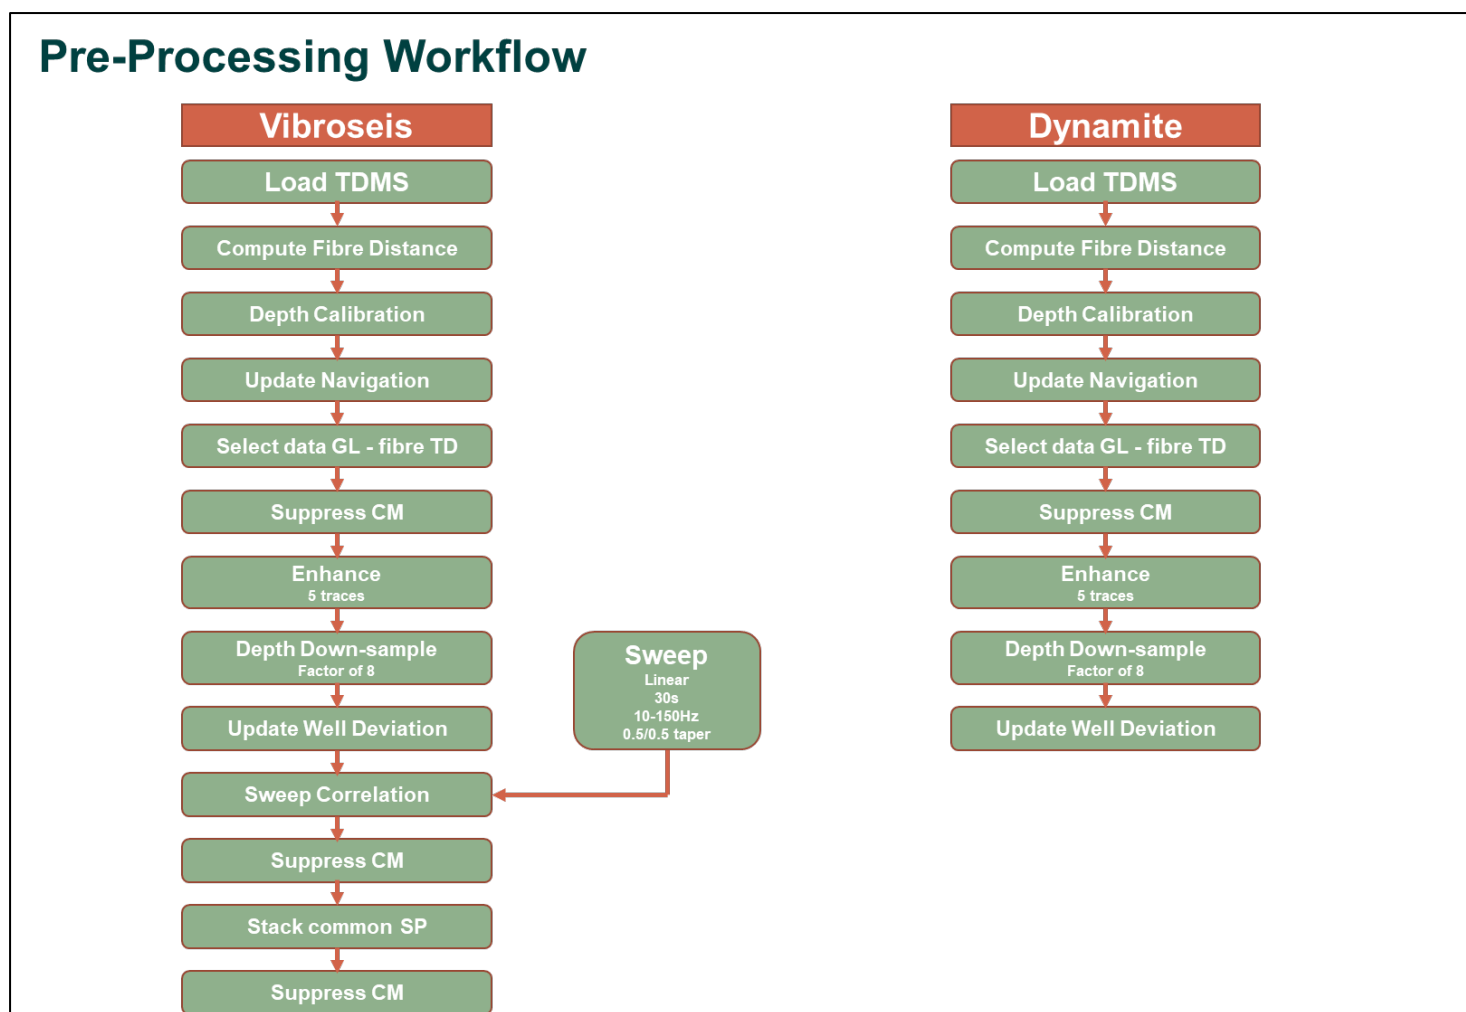 Pre-Processing Workflow
Vibroseis
Load TDMS
Compute Fibre Distance
Depth Calibration
Update Navigation
Select data GL - fibre TD
Suppress CM
Enhance
5 traces
Depth Down-sample
Factor of 8
Update Well Deviation
Sweep Correlation
Suppress CM
Stack common SP
Suppress CM
Sweep
Linear
30s
10-150Hz
0.5/0.5 taper
Dynamite
Load TDMS
Compute Fibre Distance
Depth Calibration
Update Navigation
Select data GL - fibre TD
Suppress CM
Enhance
5 traces
Depth Down-sample
Factor of 8
Update Well Deviation